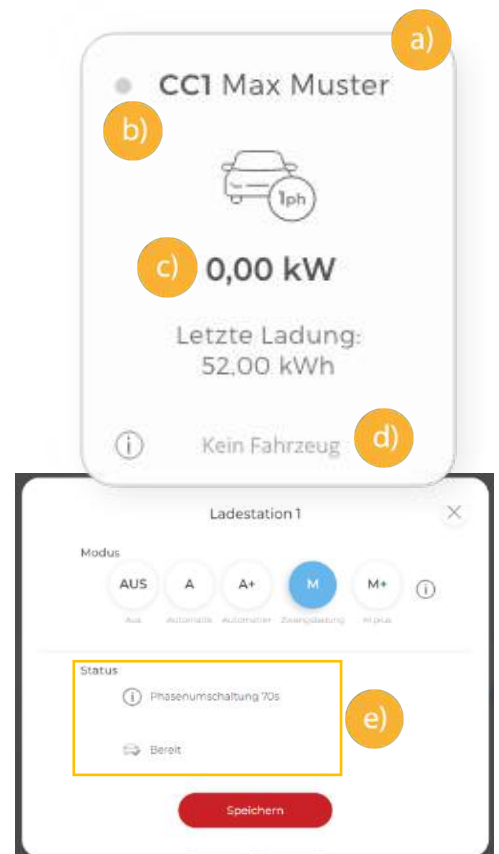 a)
CC1 Max Muster
b)
1ph
c)
0,00 kW
Letzte Ladung:
52,00 kWh
i
Kein Fahrzeug
d)
Ladestation 1
Modus
AUS A A+ M M+ i
Aus Automatik Automatik+ Zwangsladung M plus
Status
i Phasenumschaltung 70s
e)
Bereit
Speichern